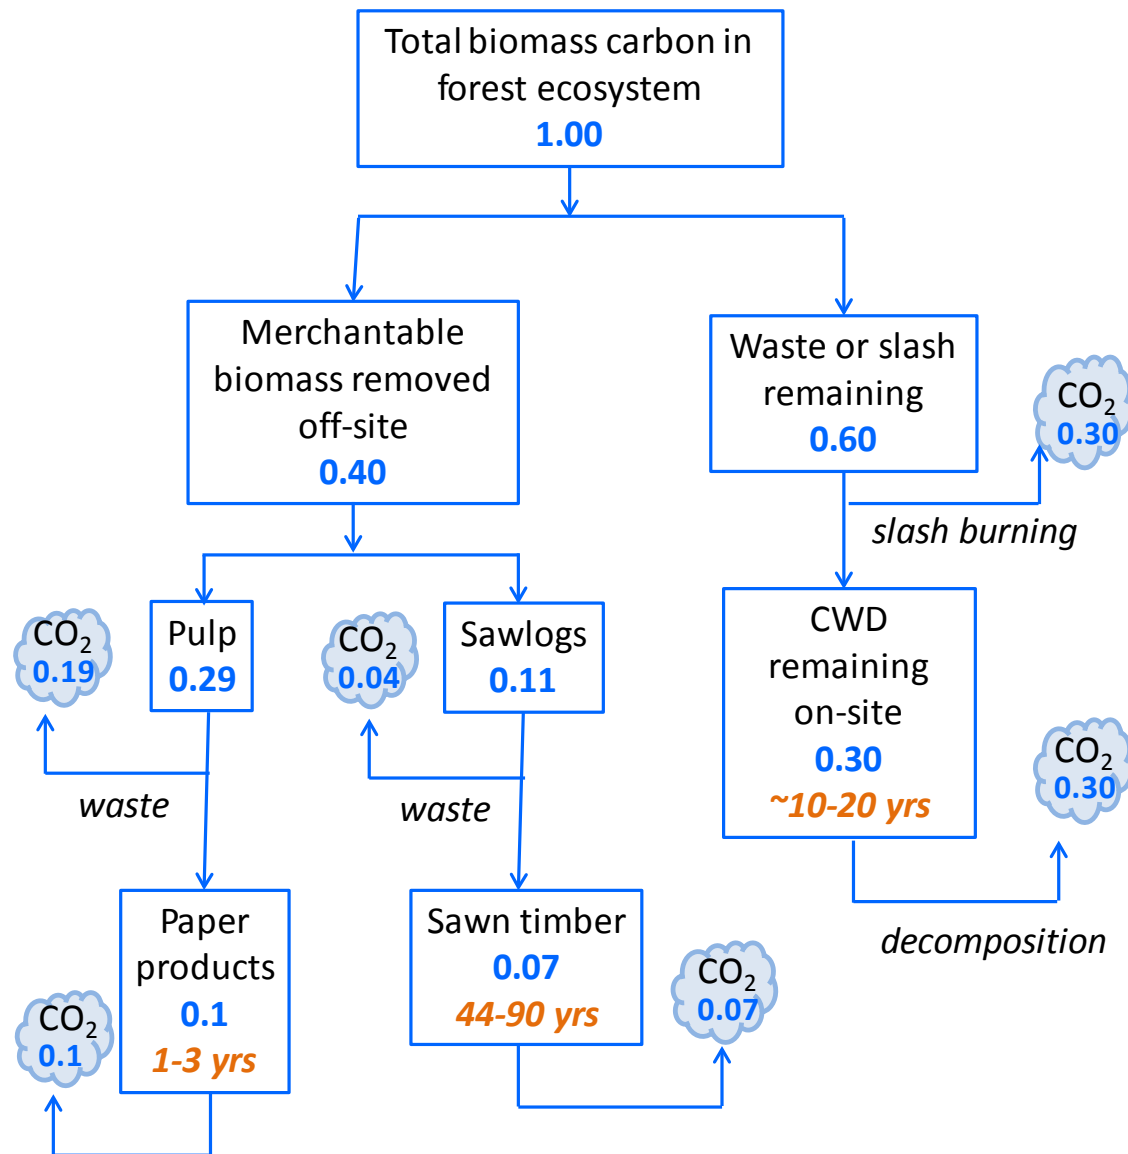 Total biomass carbon in
forest ecosystem
1.00
Merchantable
biomass removed
off-site
0.40
Waste or slash
remaining
0.60
CO₂
0.30
slash burning
CO₂
0.19
Pulp
0.29
waste
CO₂
0.04
Sawlogs
0.11
waste
CWD
remaining
on-site
0.30
~10-20 yrs
CO₂
0.30
decomposition
Paper
products
0.1
1-3 yrs
CO₂
0.1
Sawn timber
0.07
44-90 yrs
CO₂
0.07